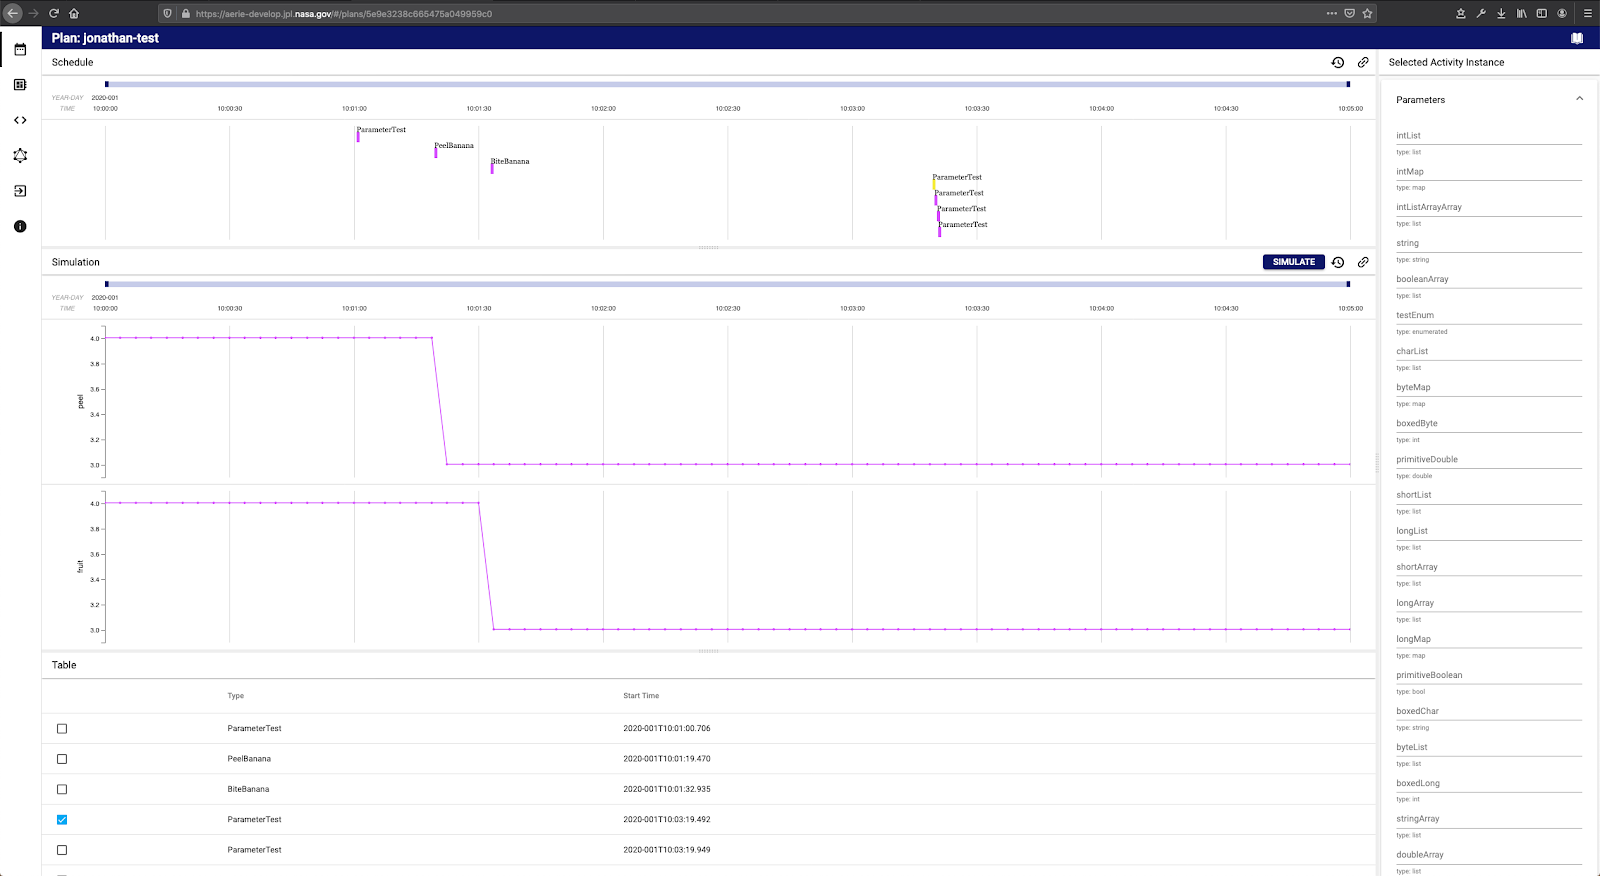 https://aerie-develop.jpl.nasa.gov/#/plans/5e9e3238c665475a049959c0
Plan: jonathan-test
Schedule
YEAR-DAY 2020-001
TIME 10:00:00 10:00:30 10:01:00 10:01:30 10:02:00 10:02:30 10:03:00 10:03:30 10:04:00 10:04:30 10:05:00
ParameterTest
PeelBanana
BiteBanana
ParameterTest
ParameterTest
ParameterTest
ParameterTest
Simulation
SIMULATE
YEAR-DAY 2020-001
TIME 10:00:00 10:00:30 10:01:00 10:01:30 10:02:00 10:02:30 10:03:00 10:03:30 10:04:00 10:04:30 10:05:00
peel
4.0
3.8
3.6
3.4
3.2
3.0
fruit
4.0
3.8
3.6
3.4
3.2
3.0
Table
Type Start Time
ParameterTest 2020-001T10:01:00.706
PeelBanana 2020-001T10:01:19.470
BiteBanana 2020-001T10:01:32.935
ParameterTest 2020-001T10:03:19.492
ParameterTest 2020-001T10:03:19.949
Selected Activity Instance
Parameters
intList
type: list
intMap
type: map
intListArrayArray
type: list
string
type: string
booleanArray
type: list
testEnum
type: enumerated
charList
type: list
byteMap
type: map
boxedByte
type: int
primitiveDouble
type: double
shortList
type: list
longList
type: list
shortArray
type: list
longArray
type: list
longMap
type: map
primitiveBoolean
type: bool
boxedChar
type: string
byteList
type: list
boxedLong
type: int
stringArray
type: list
doubleArray
type: list